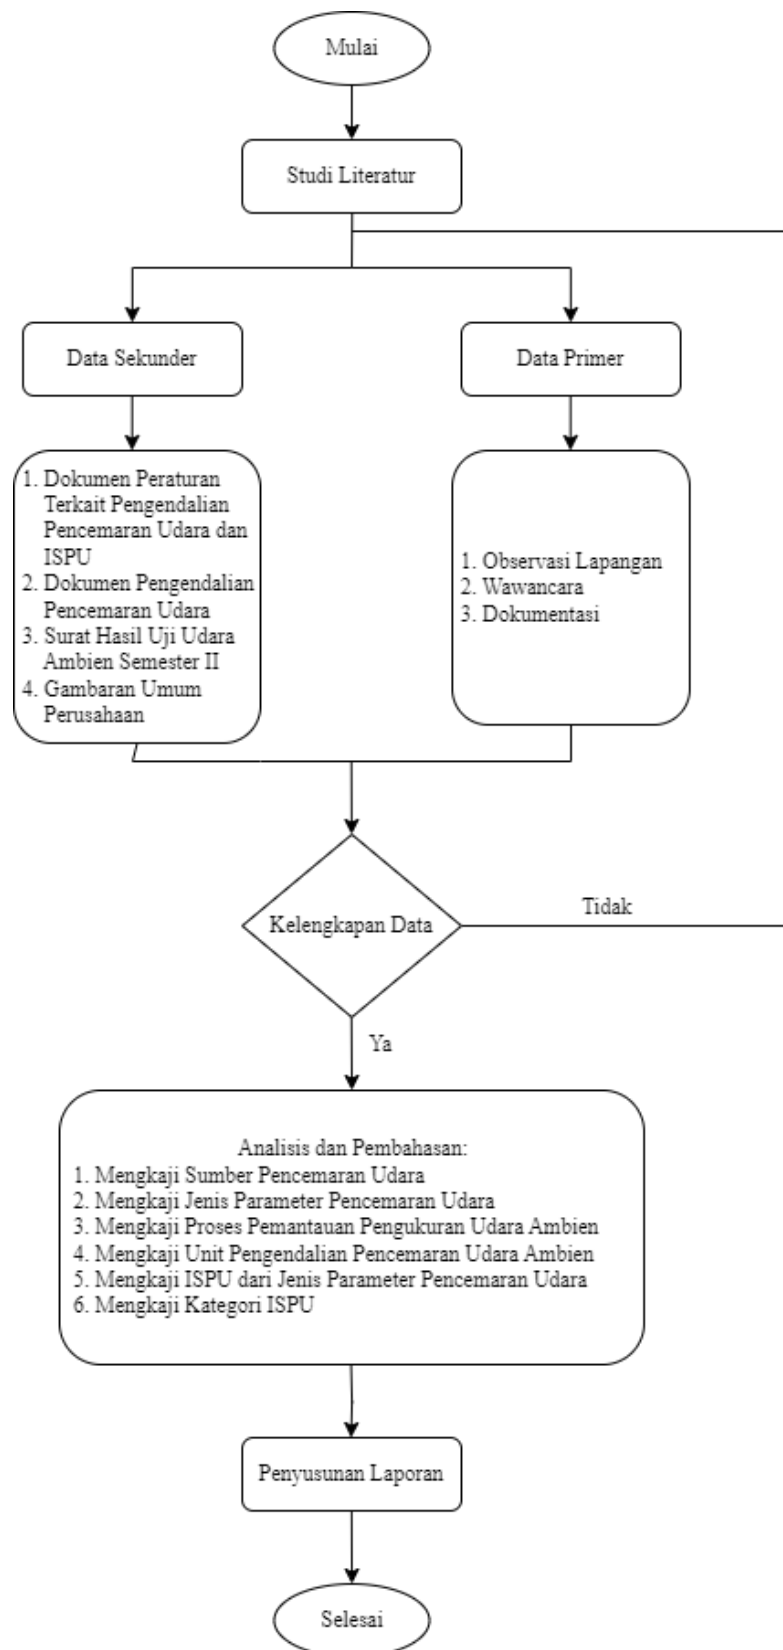 Mulai
Studi Literatur
Data Sekunder
Data Primer
1. Dokumen Peraturan
Terkait Pengendalian
Pencemaran Udara dan
ISPU
2. Dokumen Pengendalian
Pencemaran Udara
3. Surat Hasil Uji Udara
Ambien Semester II
4. Gambaran Umum
Perusahaan
1. Observasi Lapangan
2. Wawancara
3. Dokumentasi
Kelengkapan Data
Tidak
Ya
Analisis dan Pembahasan:
1. Mengkaji Sumber Pencemaran Udara
2. Mengkaji Jenis Parameter Pencemaran Udara
3. Mengkaji Proses Pemantauan Pengukuran Udara Ambien
4. Mengkaji Unit Pengendalian Pencemaran Udara Ambien
5. Mengkaji ISPU dari Jenis Parameter Pencemaran Udara
6. Mengkaji Kategori ISPU
Penyusunan Laporan
Selesai